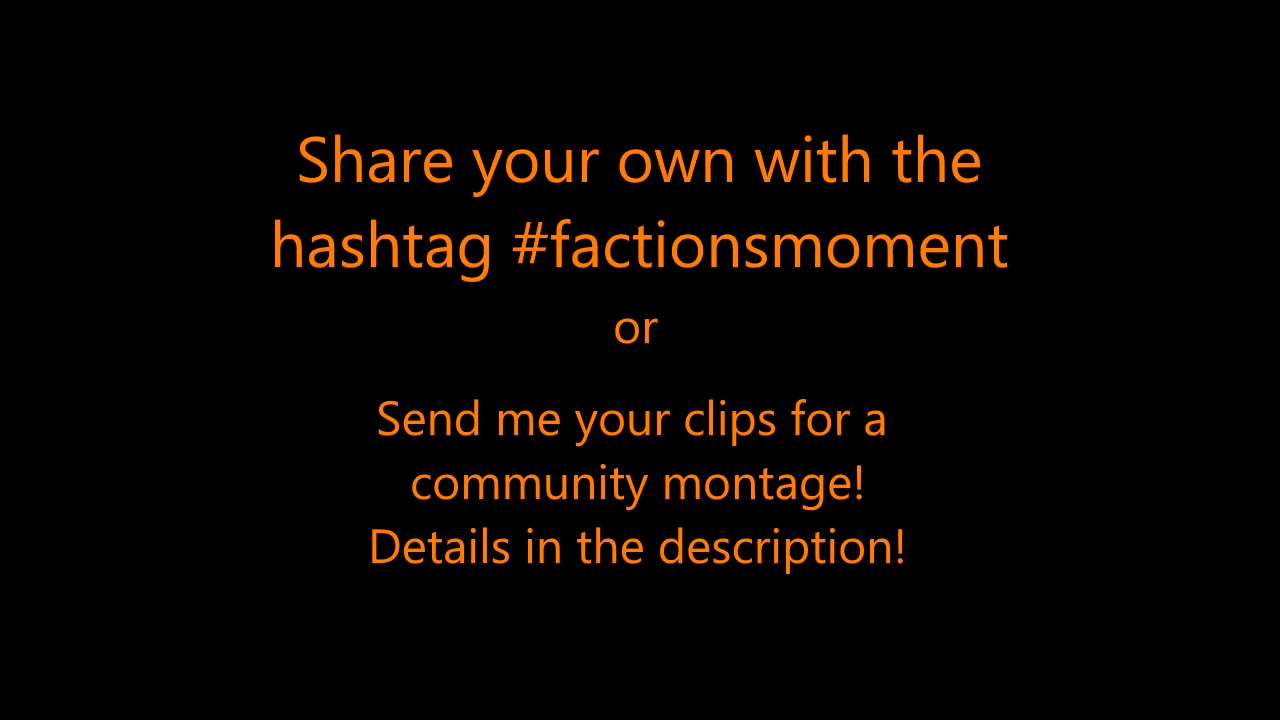 Share your own with the
hashtag #factionsmoment
or
Send me your clips for a
community montage!
Details in the description!